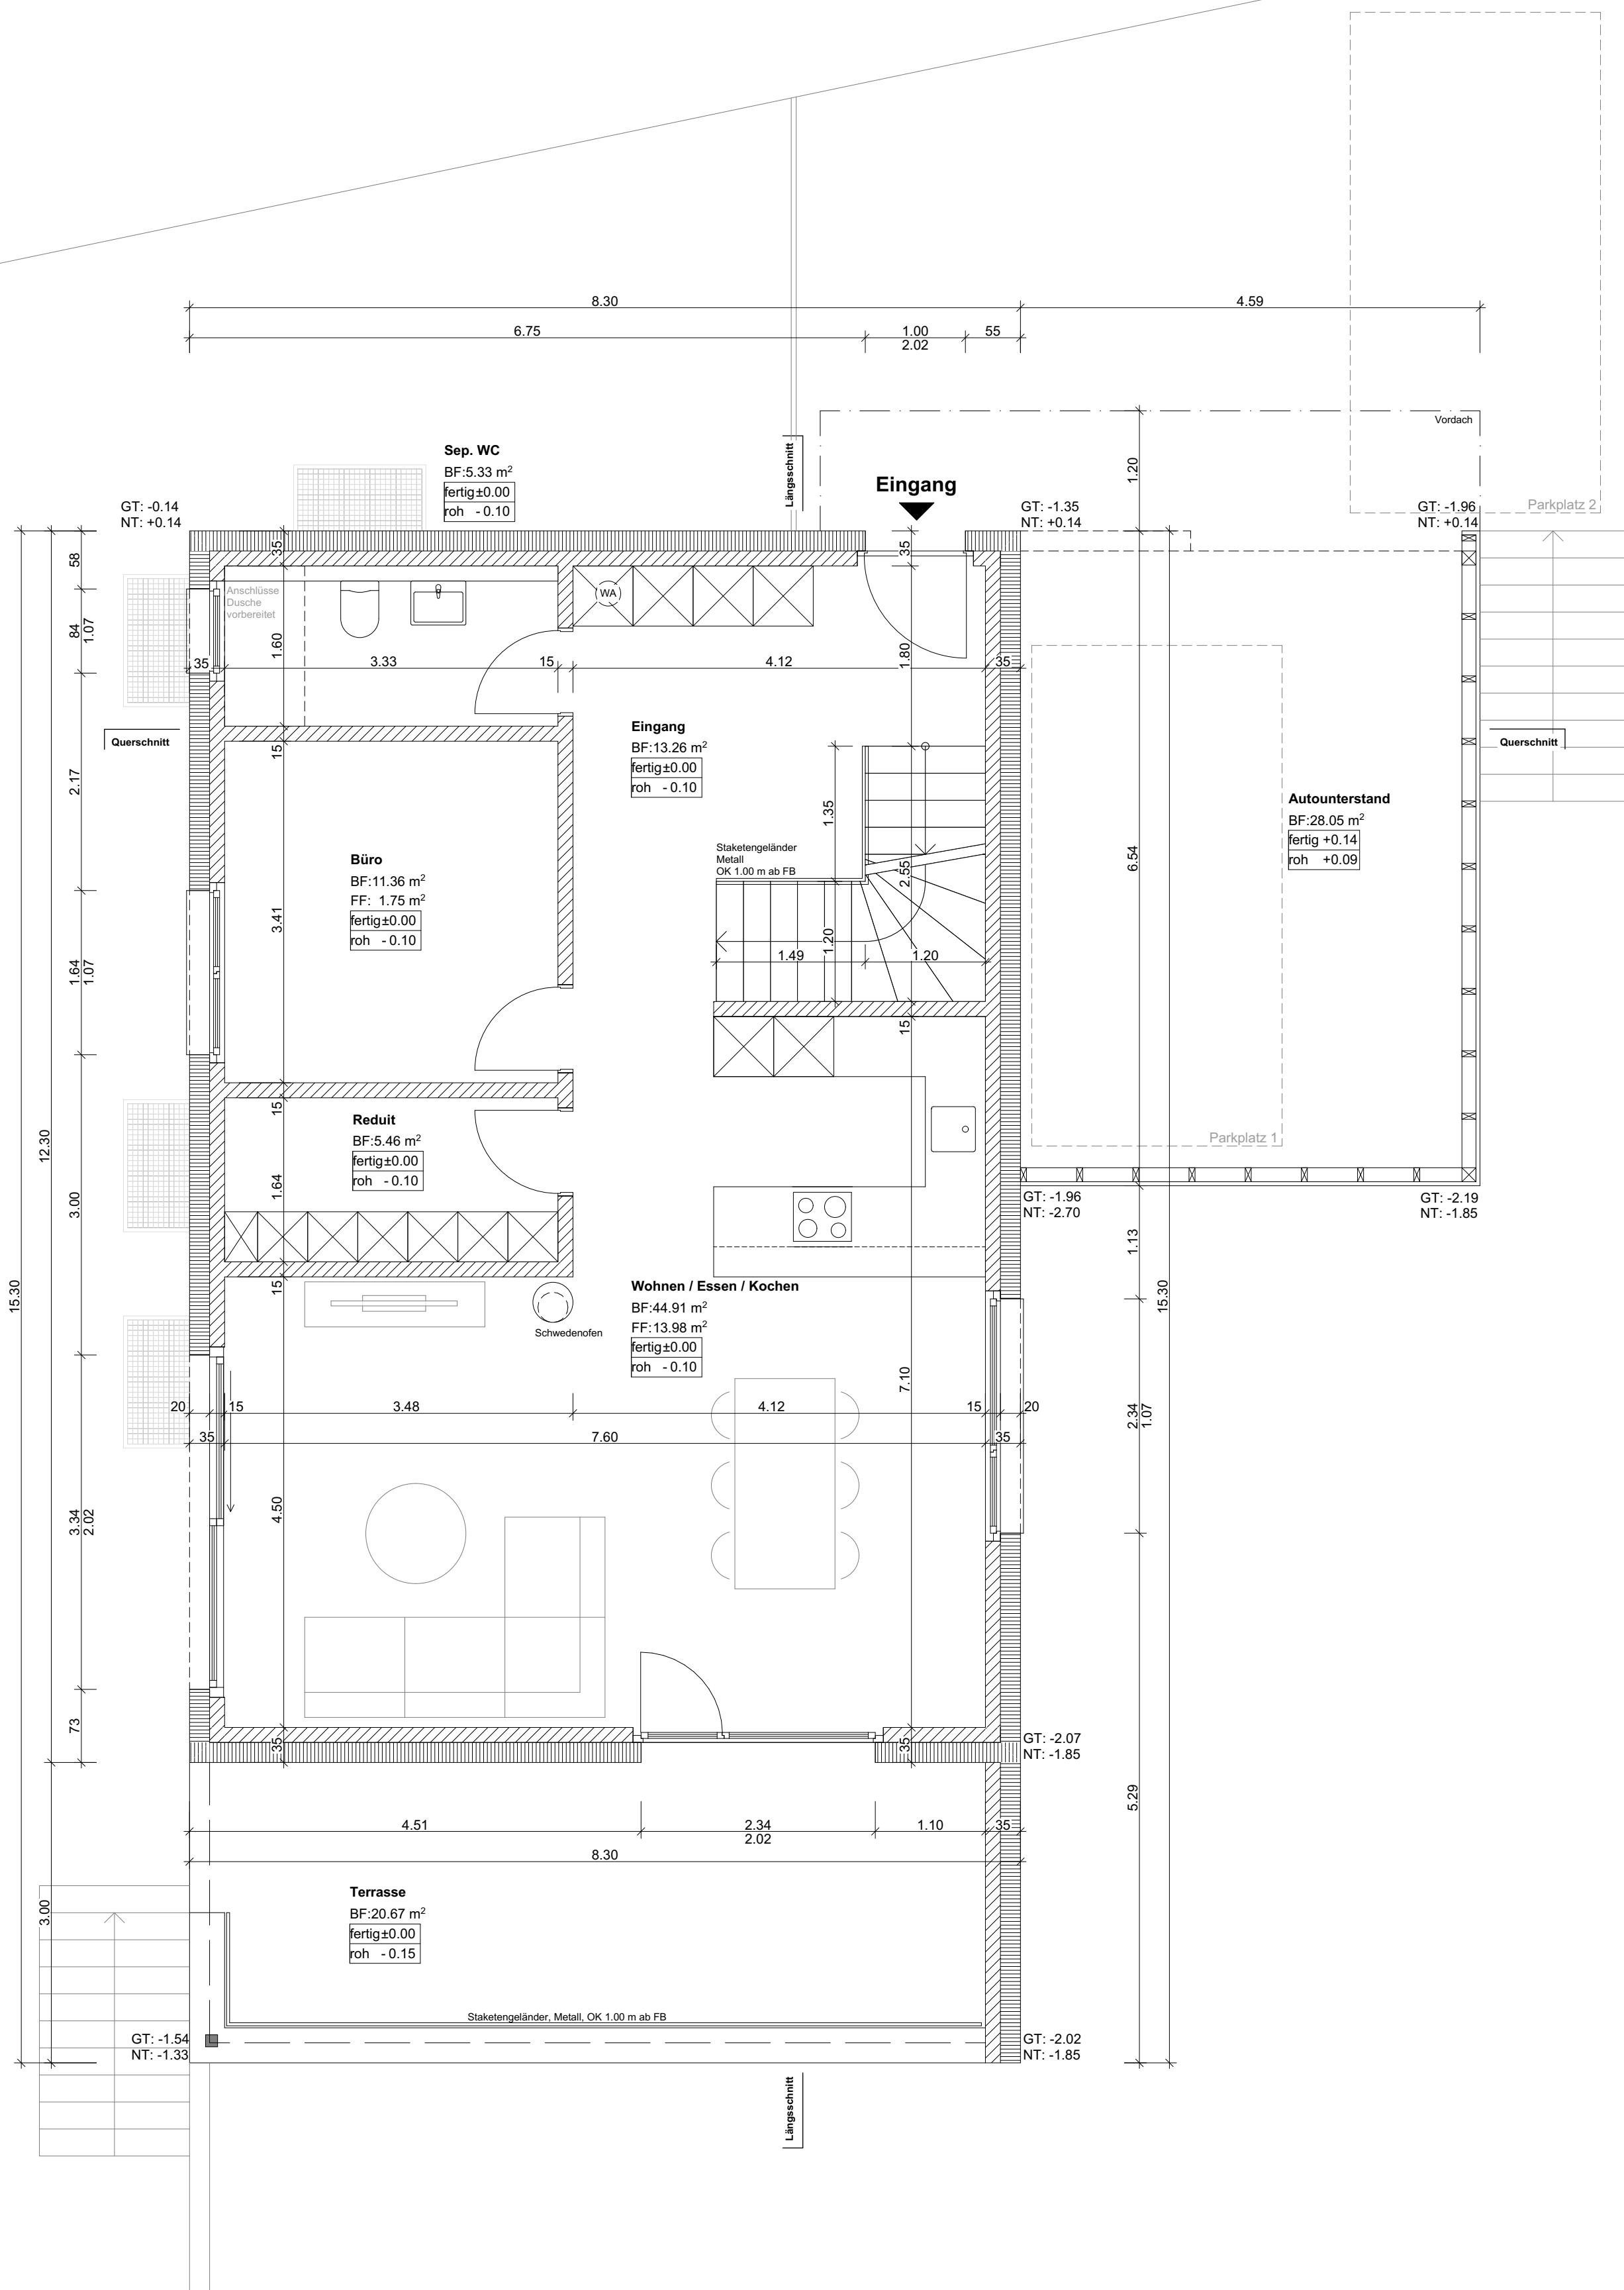 8.30
4.59
6.75
1.00
2.02
55
Vordach
1.20
Sep. WC
BF:5.33 m²
fertig±0.00
roh - 0.10
Längsschnitt
Eingang
GT: -0.14
NT: +0.14
GT: -1.35
NT: +0.14
GT: -1.96
NT: +0.14
Parkplatz 2
58
35
35
84
1.07
Anschlüsse
Dusche
vorbereitet
WA
1.60
1.80
35
3.33
15
4.12
35
Querschnitt
15
Eingang
BF:13.26 m²
fertig±0.00
roh - 0.10
Querschnitt
2.17
1.35
Autounterstand
BF:28.05 m²
fertig +0.14
roh +0.09
6.54
Staketengeländer
Metall
OK 1.00 m ab FB
2.55
Büro
BF:11.36 m²
FF: 1.75 m²
fertig±0.00
roh - 0.10
3.41
1.64
1.07
1.20
1.49
1.20
15
15
Reduit
BF:5.46 m²
fertig±0.00
roh - 0.10
12.30
1.64
Parkplatz 1
3.00
GT: -1.96
NT: -2.70
GT: -2.19
NT: -1.85
1.13
15.30
15
Schwedenofen
Wohnen / Essen / Kochen
BF:44.91 m²
FF:13.98 m²
fertig±0.00
roh - 0.10
15.30
7.10
20
15
3.48
4.12
15
20
35
7.60
35
2.34
1.07
3.34
2.02
4.50
73
35
35
GT: -2.07
NT: -1.85
5.29
4.51
2.34
2.02
1.10
35
8.30
3.00
Terrasse
BF:20.67 m²
fertig±0.00
roh - 0.15
Staketengeländer, Metall, OK 1.00 m ab FB
GT: -1.54
NT: -1.33
GT: -2.02
NT: -1.85
Längsschnitt